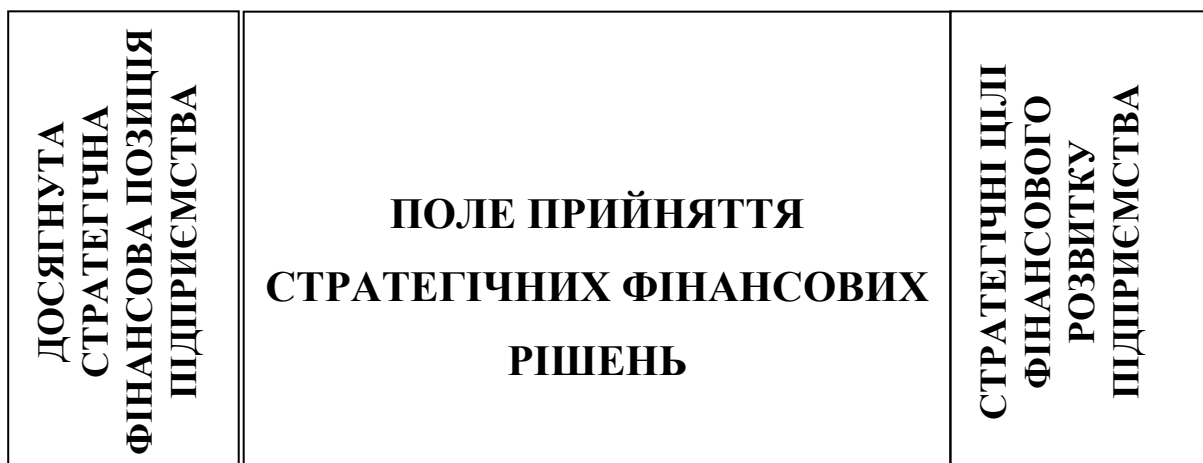 ДОСЯГНУТА
СТРАТЕГІЧНА
ФІНАНСОВА ПОЗИЦІЯ
ПІДПРИЄМСТВА
ПОЛЕ ПРИЙНЯТТЯ
СТРАТЕГІЧНИХ ФІНАНСОВИХ
РІШЕНЬ
СТРАТЕГІЧНІ ЦІЛІ
ФІНАНСОВОГО
РОЗВИТКУ
ПІДПРИЄМСТВА